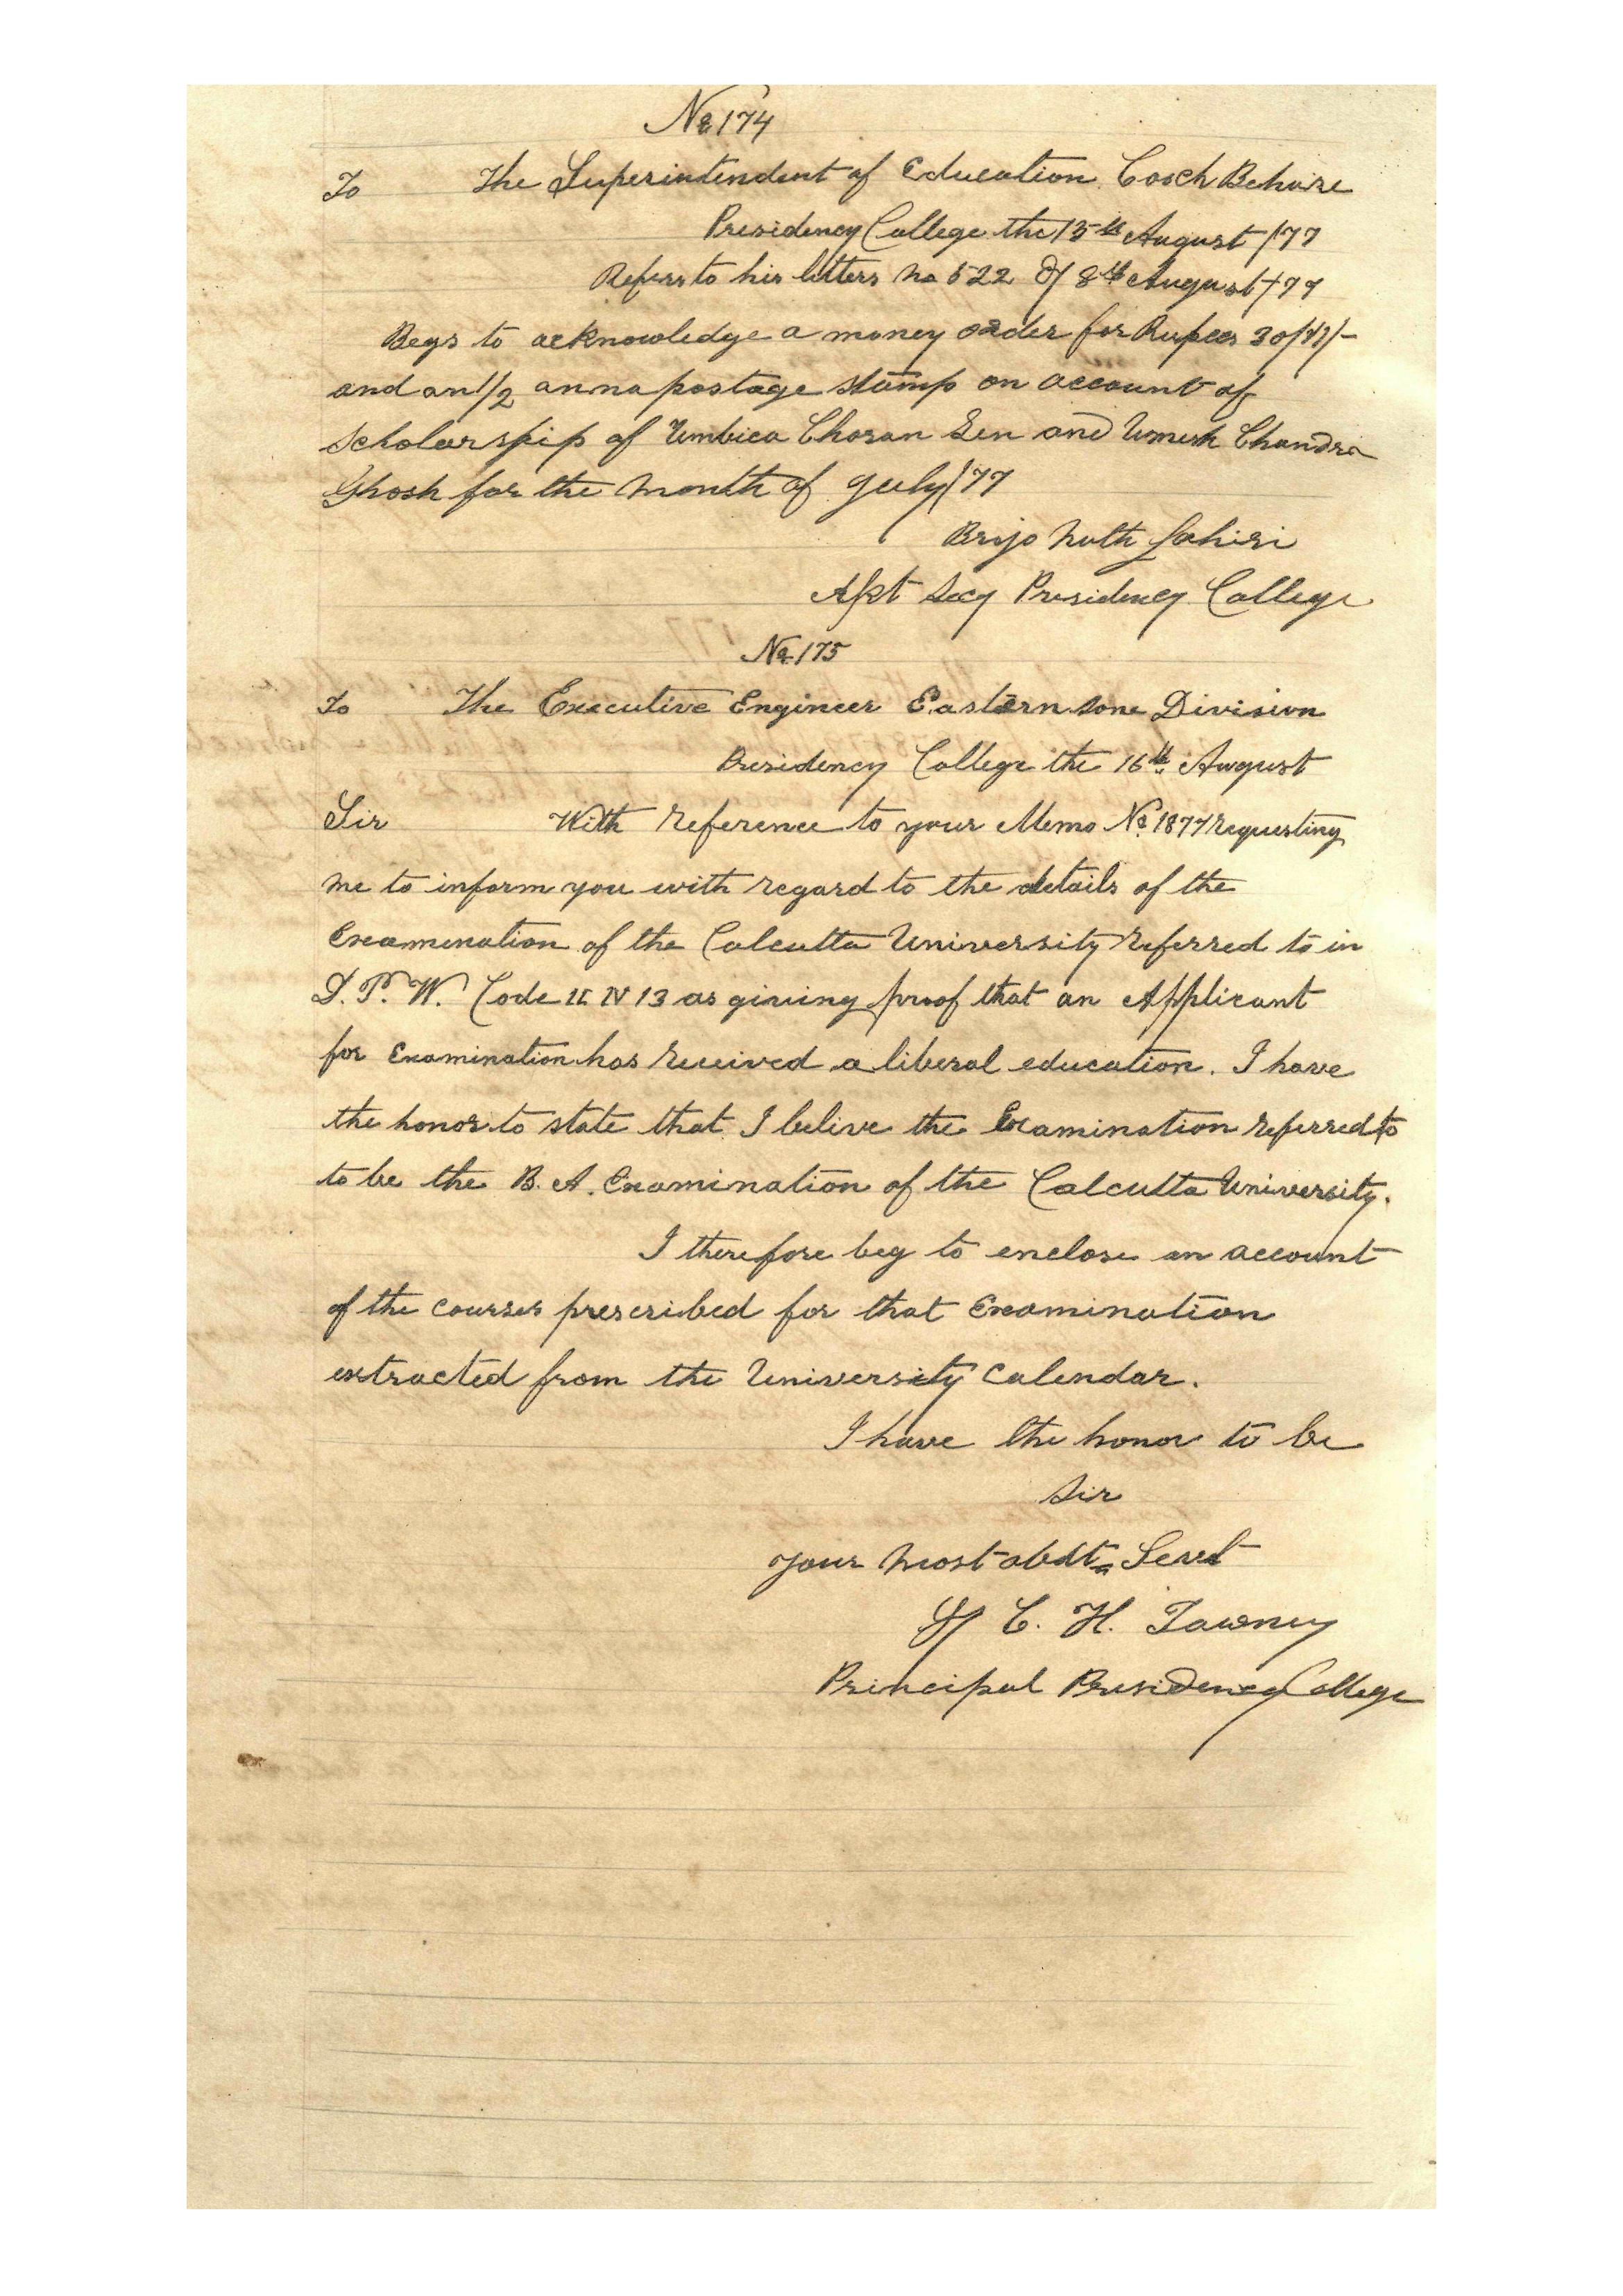 No 174
To The Superintendent of Education Cooch Behare
Presidency College the 15th August /77
Refers to his letters no 522 of 8th August /77
Begs to acknowledge a money order for Rupees
and an 1/2 anna postage stamp on account of
Scholarship of Umbica Choran Sen and Umesh Chandra
Ghosh for the month of July /77
Brijo Nath Lahiri
Asst Secy Presidency College
No 175
To The Executive Engineer Eastern Sone Division
Presidency College the 16th August
Sir With reference to your Memo No 1877 requesting
me to inform you with regard to the details of the
Examination of the Calcutta University referred to in
D. P. W. Code II IV 13 as giving proof that an Applicant
for Examination has received a liberal education. I have
the honor to state that I belive the Examination referred to
to be the B. A. Examination of the Calcutta University.
I therefore beg to enclose an account
of the courses prescribed for that Examination
extracted from the University Calendar.
I have the honor to be
Sir
Your most obdt Servt
C. H. Tawney
Principal Presidency College